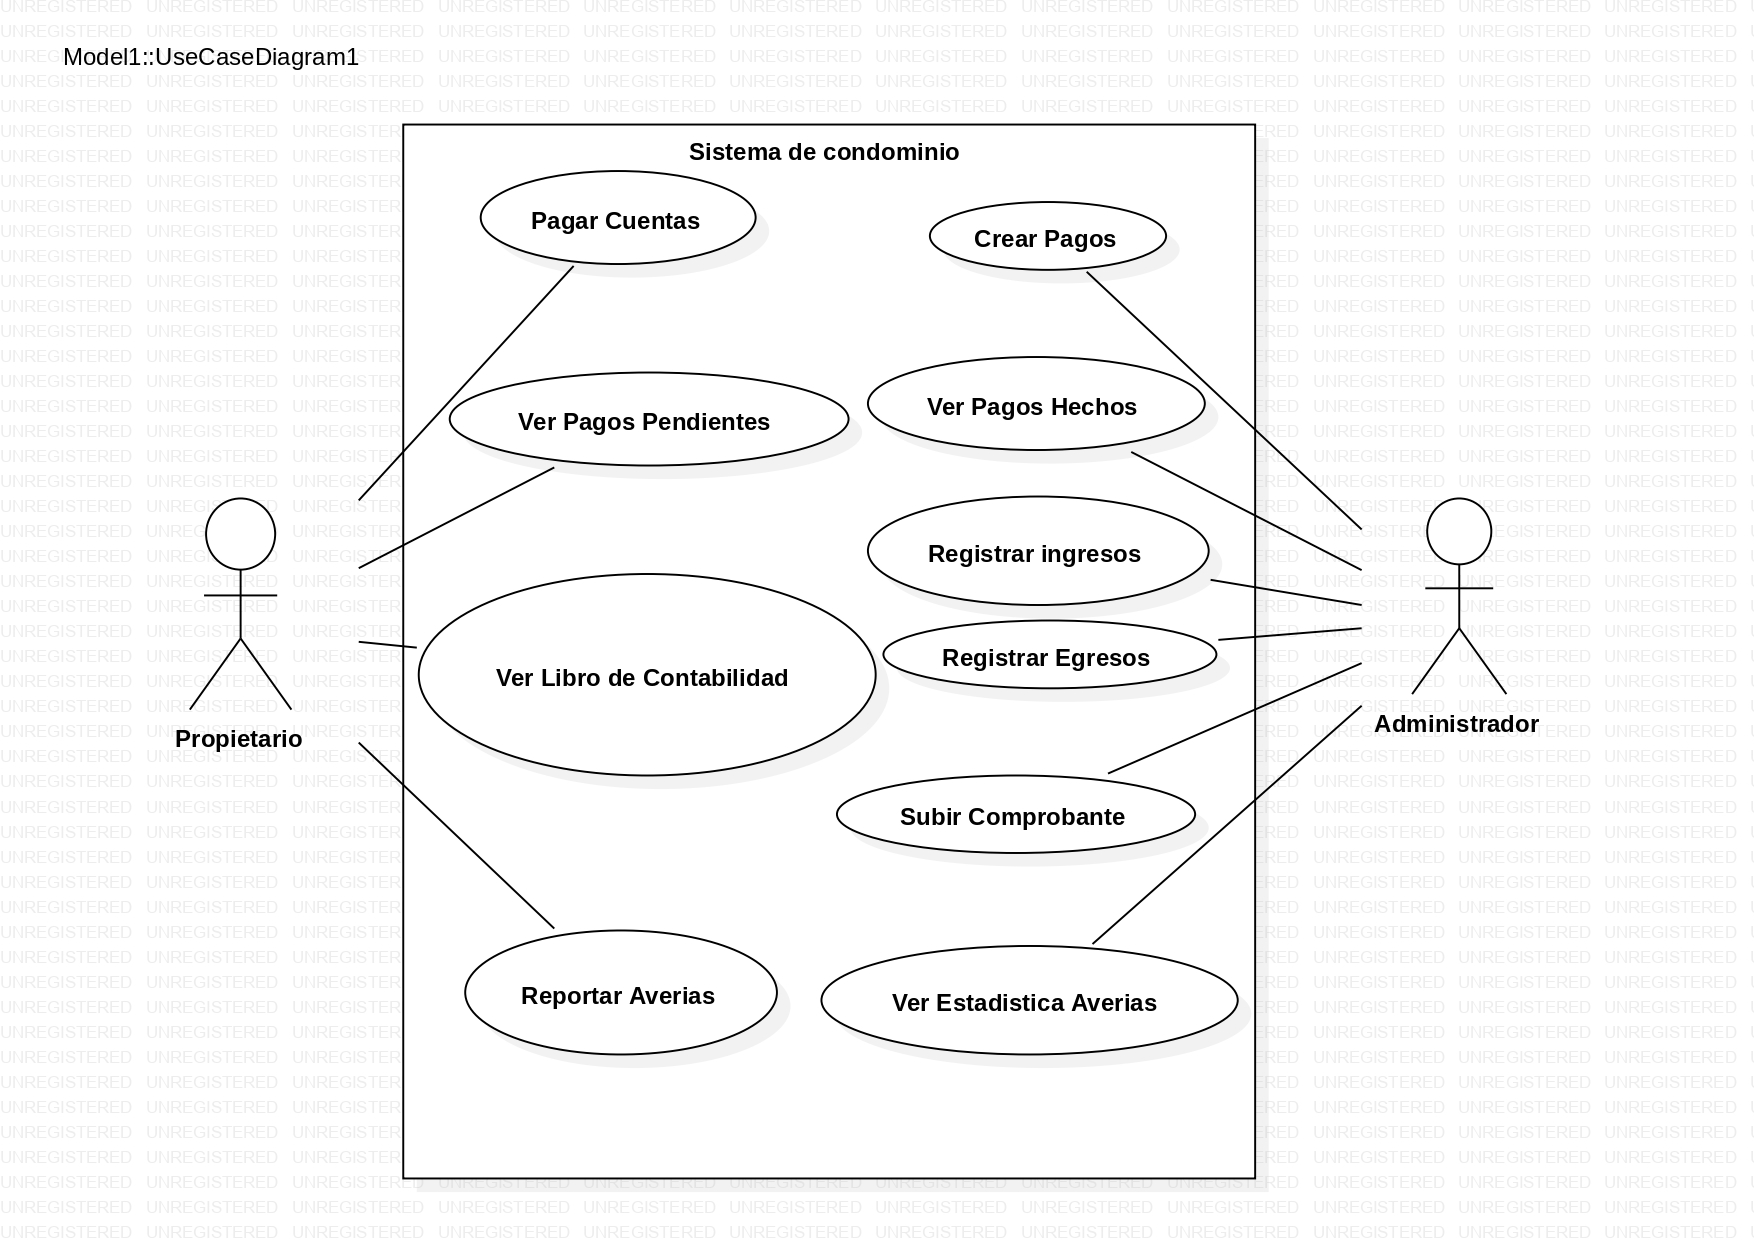 Model1::UseCaseDiagram1
Sistema de condominio
Pagar Cuentas
Crear Pagos
Ver Pagos Pendientes
Ver Pagos Hechos
Registrar ingresos
Registrar Egresos
Ver Libro de Contabilidad
Propietario
Administrador
Subir Comprobante
Reportar Averias
Ver Estadistica Averias
UNREGISTERED